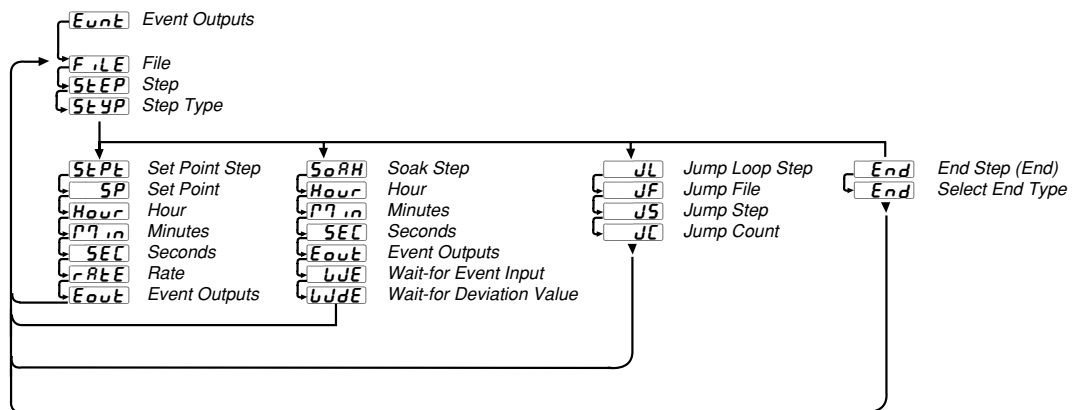 Evnt Event Outputs
FiLE File
StEP Step
StYP Step Type
StPt Set Point Step
SP Set Point
Hour Hour
Min Minutes
SEC Seconds
rAtE Rate
Eout Event Outputs
SoAH Soak Step
Hour Hour
Min Minutes
SEC Seconds
Eout Event Outputs
WE Wait-for Event Input
WdE Wait-for Deviation Value
JL Jump Loop Step
JF Jump File
JS Jump Step
JC Jump Count
End End Step (End)
End Select End Type